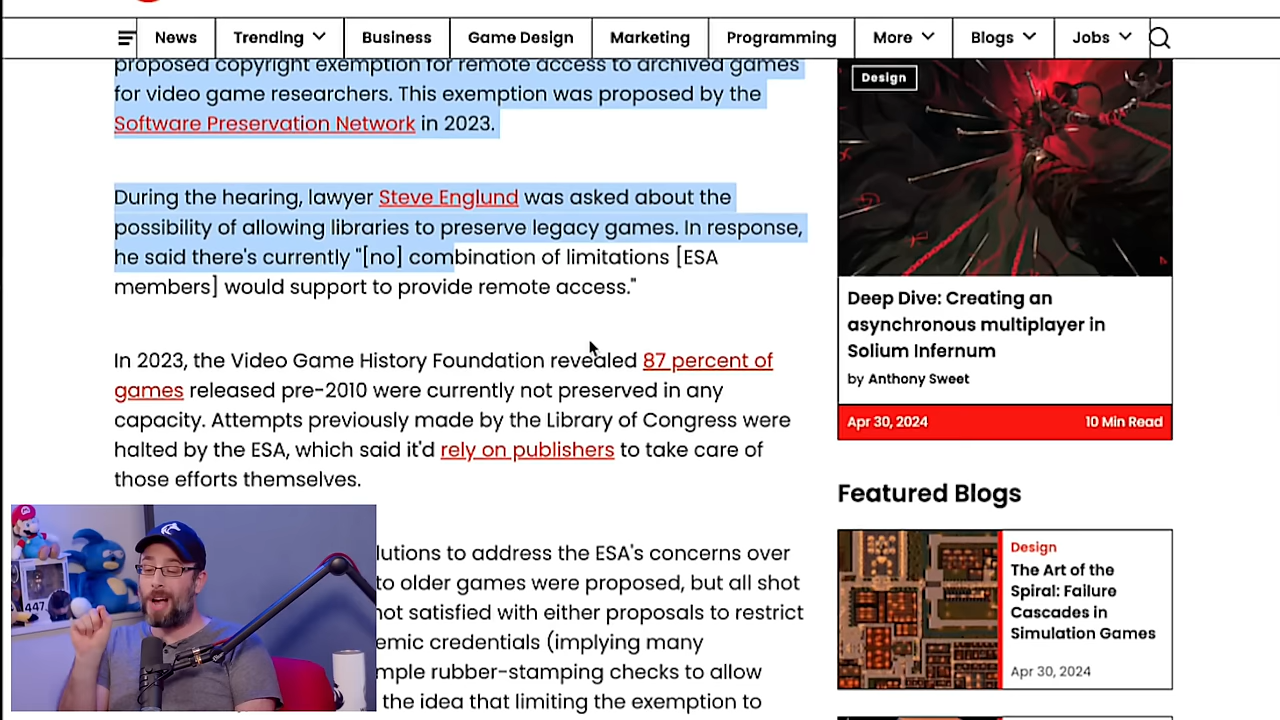 News
Trending
Business
Game Design
Marketing
Programming
More
Blogs
Jobs
proposed copyright exemption for remote access to archived games
for video game researchers. This exemption was proposed by the
Software Preservation Network in 2023.
During the hearing, lawyer Steve Englund was asked about the
possibility of allowing libraries to preserve legacy games. In response,
he said there's currently "[no] combination of limitations [ESA
members] would support to provide remote access."
In 2023, the Video Game History Foundation revealed 87 percent of
games released pre-2010 were currently not preserved in any
capacity. Attempts previously made by the Library of Congress were
halted by the ESA, which said it'd rely on publishers to take care of
those efforts themselves.
lutions to address the ESA's concerns over
to older games were proposed, but all shot
not satisfied with either proposals to restrict
emic credentials (implying many
mple rubber-stamping checks to allow
the idea that limiting the exemption to
447
Design
Deep Dive: Creating an
asynchronous multiplayer in
Solium Infernum
by Anthony Sweet
Apr 30, 2024
10 Min Read
Featured Blogs
Design
The Art of the
Spiral: Failure
Cascades in
Simulation Games
Apr 30, 2024